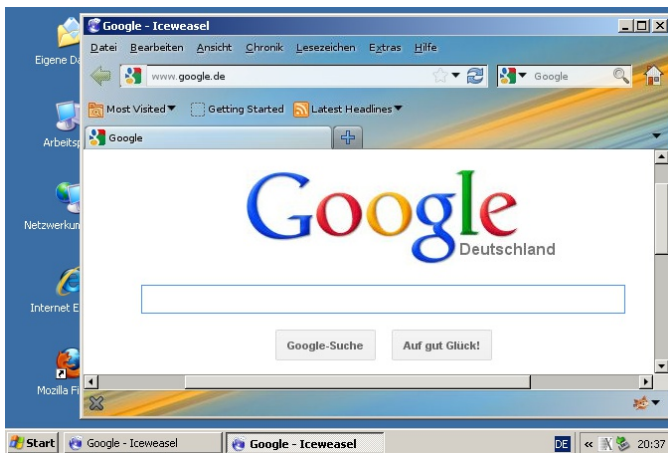 Google - Iceweasel
Datei Bearbeiten Ansicht Chronik Lesezeichen Extras Hilfe
www.google.de
Google
Most Visited
Getting Started
Latest Headlines
Google
Google
Deutschland
Google-Suche
Auf gut Glück!
Eigene
Netzwerkun
Internet E
Mozilla Fi
Start
Google - Iceweasel
Google - Iceweasel
DE
«
20:37